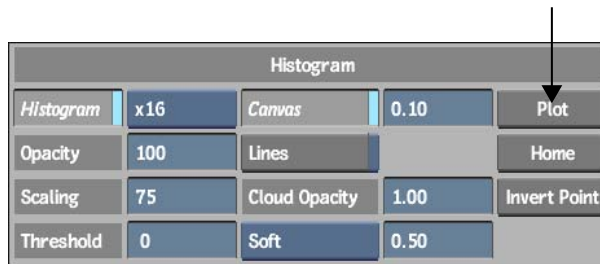 Histogram
Histogram x16 Canvas 0.10 Plot
Opacity 100 Lines Home
Scaling 75 Cloud Opacity 1.00 Invert Point
Threshold 0 Soft 0.50